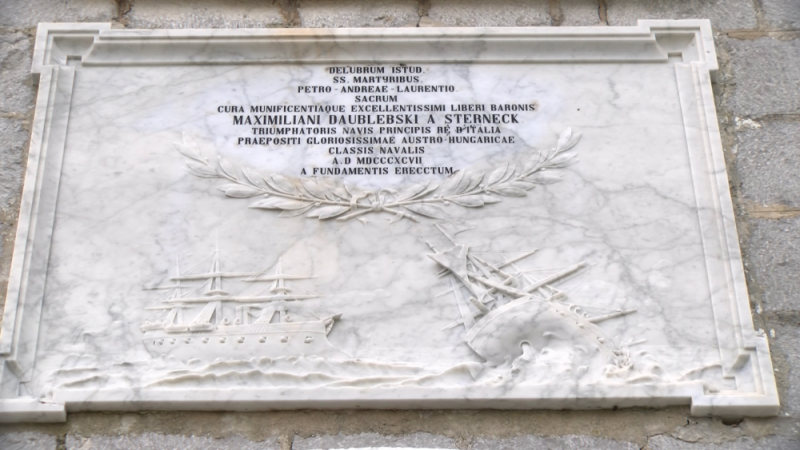 DELUBRUM ISTUD
SS. MARTYRIBUS
PETRO-ANDREAE-LAURENTIO
SACRUM
CURA MUNIFICENTIAQUE EXCELLENTISSIMI LIBERI BARONIS
MAXIMILIANI DAUBLEBSKI A STERNECK
TRIUMPHATORIS NAVIS PRINCIPIS RÈ D'ITALIA
PRAEPOSITI GLORIOSISSIMAE AUSTRO-HUNGARICAE
CLASSIS NAVALIS
A.D MDCCCXCVII
A FUNDAMENTIS ERECCTUM